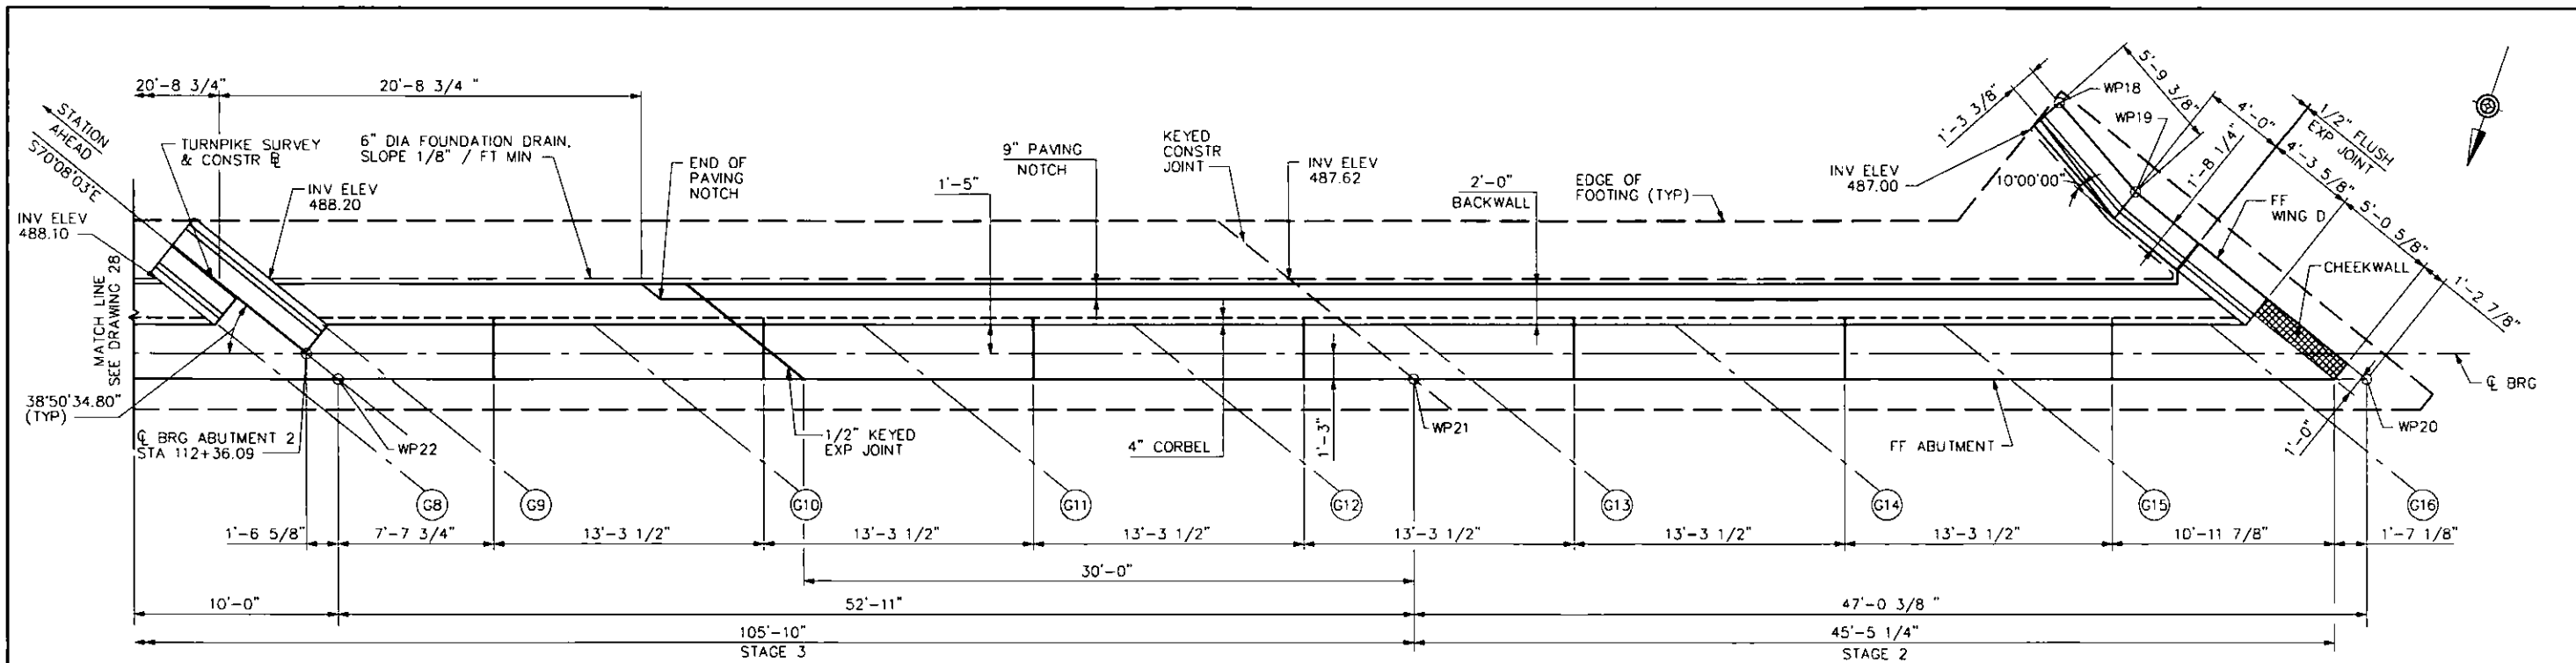 20'-8 3/4"
20'-8 3/4 "
STATION
AHEAD
S70°08'03"E
TURNPIKE SURVEY
& CONSTR ℞
6" DIA FOUNDATION DRAIN,
SLOPE 1/8" / FT MIN
END OF
PAVING
NOTCH
9" PAVING
NOTCH
1'-5"
KEYED
CONSTR
JOINT
INV ELEV
487.62
2'-0"
BACKWALL
EDGE OF
FOOTING (TYP)
INV ELEV
487.00
10°00'00"
1'-3 3/8"
5'-9 3/8"
WP18
WP19
4'-0"
1/2" FLUSH
EXP JOINT
1'-8 1/4"
4'-3 5/8"
5'-0 5/8"
1'-2 7/8"
FF
WING D
CHEEKWALL
INV ELEV
488.20
INV ELEV
488.10
MATCH LINE
SEE DRAWING 28
38°50'34.80"
(TYP)
℄ BRG ABUTMENT 2
STA 112+36.09
WP22
1/2" KEYED
EXP JOINT
4" CORBEL
1'-3"
WP21
FF ABUTMENT
1'-0"
WP20
℄ BRG
G8
G9
G10
G11
G12
G13
G14
G15
G16
1'-6 5/8"
7'-7 3/4"
13'-3 1/2"
13'-3 1/2"
13'-3 1/2"
13'-3 1/2"
13'-3 1/2"
13'-3 1/2"
10'-11 7/8"
1'-7 1/8"
30'-0"
10'-0"
52'-11"
47'-0 3/8 "
105'-10"
STAGE 3
45'-5 1/4"
STAGE 2